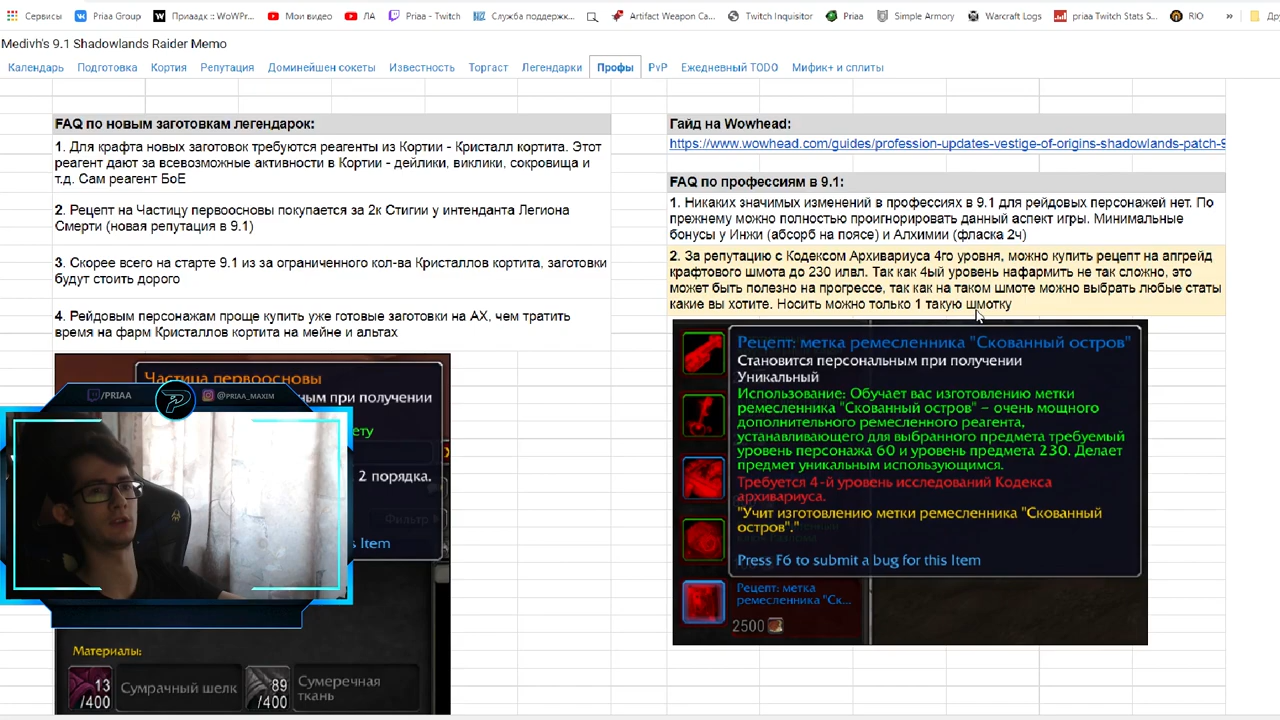 Сервисы
Priaa Group
Приаадк :: WoWPr...
Мои видео
ЛА
Priaa - Twitch
Служба поддержк...
Artifact Weapon Ca...
Twitch Inquisitor
Priaa
Simple Armory
Warcraft Logs
priaa Twitch Stats S...
RIO
»
Medivh's 9.1 Shadowlands Raider Memo
Календарь
Подготовка
Кортия
Репутация
Доминейшен сокеты
Известность
Торгаст
Легендарки
Профы
PvP
Ежедневный TODO
Мифик+ и сплиты
FAQ по новым заготовкам легендарок:
1. Для крафта новых заготовок требуются реагенты из Кортии - Кристалл кортита. Этот
реагент дают за всевозможные активности в Кортии - дейлики, виклики, сокровища и
т.д. Сам реагент БоЕ
2. Рецепт на Частицу первоосновы покупается за 2к Стигии у интенданта Легиона
Смерти (новая репутация в 9.1)
3. Скорее всего на старте 9.1 из за ограниченного кол-ва Кристаллов кортита, заготовки
будут стоить дорого
4. Рейдовым персонажам проще купить уже готовые заготовки на АХ, чем тратить
время на фарм Кристаллов кортита на мейне и альтах
Частица первоосновы
ным при получении
ету
2 порядка.
Фильтр
s Item
/PRIAA
@PRIAA_MAXIM
Материалы:
13
/400
Сумрачный шелк
89
/400
Сумеречная
ткань
Гайд на Wowhead:
https://www.wowhead.com/guides/profession-updates-vestige-of-origins-shadowlands-patch-9
FAQ по профессиям в 9.1:
1. Никаких значимых изменений в профессиях в 9.1 для рейдовых персонажей нет. По
прежнему можно полностью проигнорировать данный аспект игры. Минимальные
бонусы у Инжи (абсорб на поясе) и Алхимии (фласка 2ч)
2. За репутацию с Кодексом Архивариуса 4го уровня, можно купить рецепт на апгрейд
крафтового шмота до 230 илвл. Так как 4ый уровень нафармить не так сложно, это
может быть полезно на прогрессе, так как на таком шмоте можно выбрать любые статы
какие вы хотите. Носить можно только 1 такую шмотку
Рецепт: метка ремесленника "Скованный остров"
Становится персональным при получении
Уникальный
Использование: Обучает вас изготовлению метки
ремесленника "Скованный остров" – очень мощного
дополнительного ремесленного реагента,
устанавливающего для выбранного предмета требуемый
уровень персонажа 60 и уровень предмета 230. Делает
предмет уникальным использующимся.
Требуется 4-й уровень исследований Кодекса
архивариуса.
"Учит изготовлению метки ремесленника "Скованный
остров"."
Press F6 to submit a bug for this Item
Рецепт: метка
ремесленника "Ск...
2500